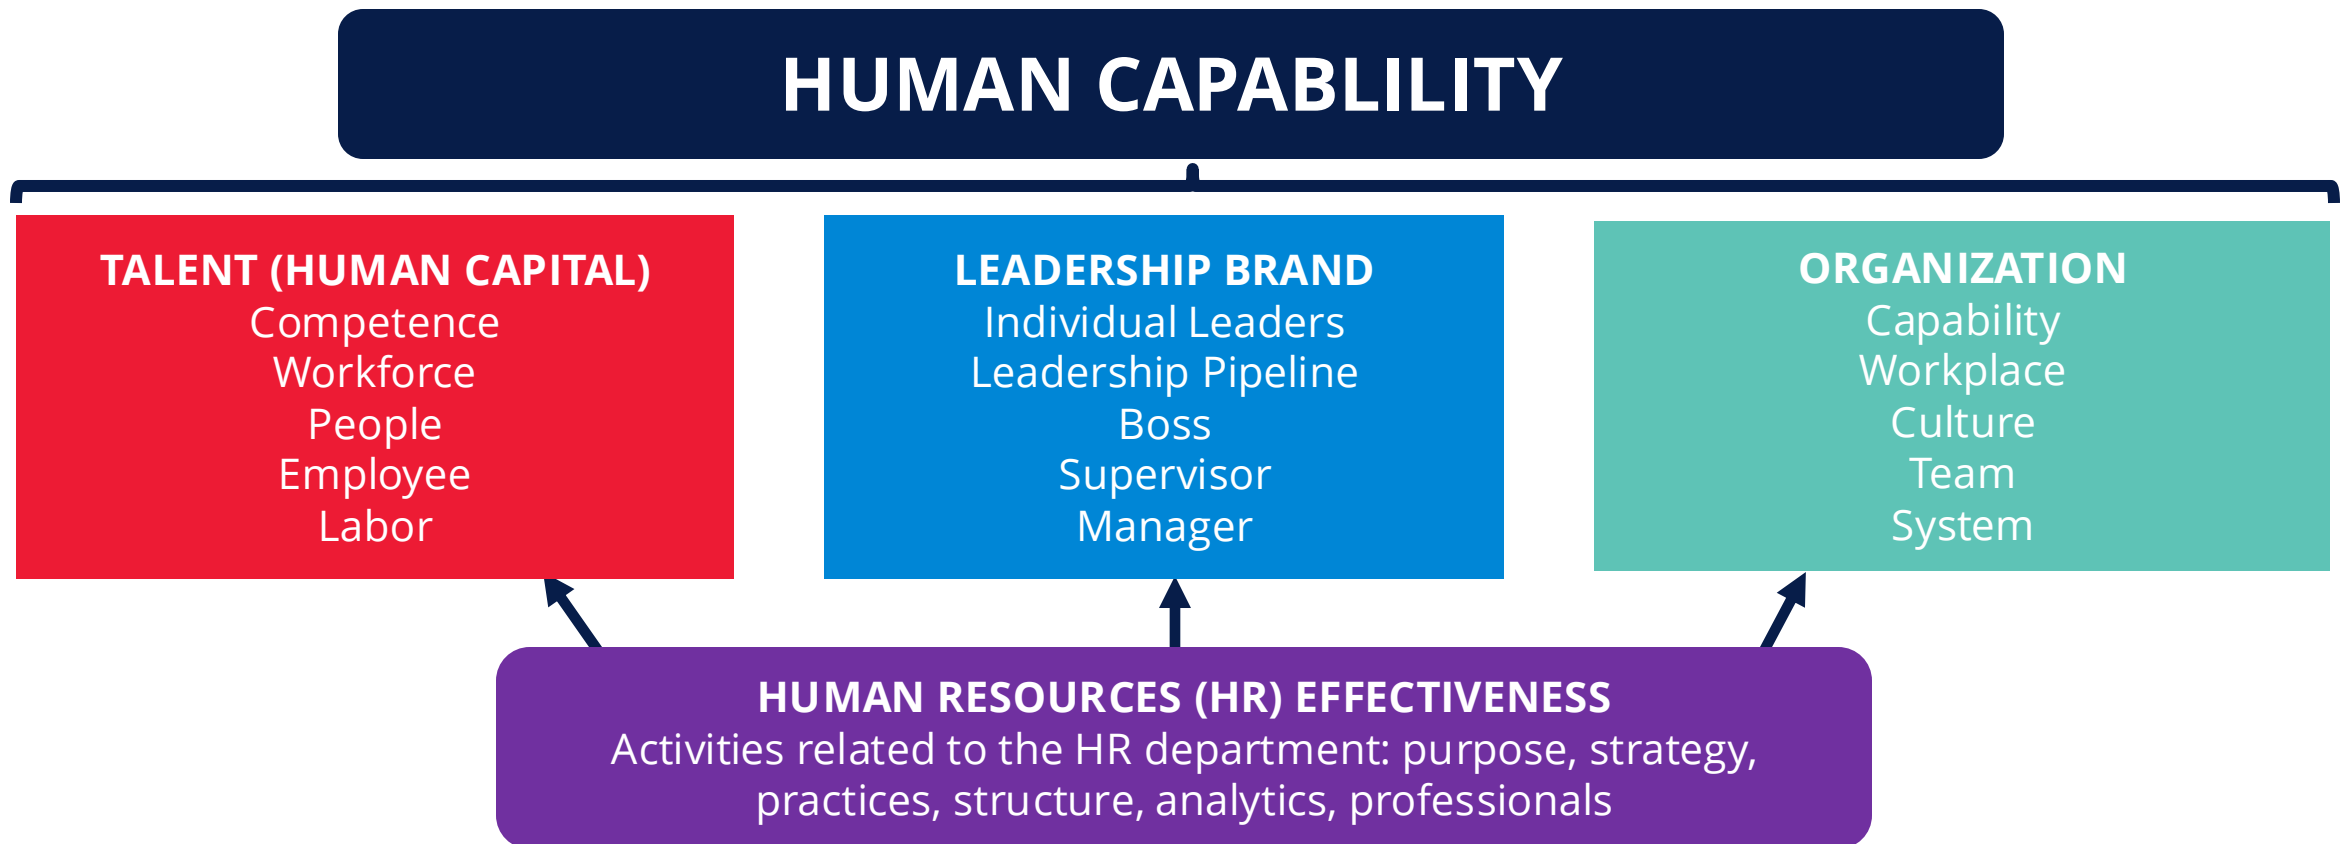 HUMAN CAPABLILITY
TALENT (HUMAN CAPITAL)
Competence
Workforce
People
Employee
Labor
LEADERSHIP BRAND
Individual Leaders
Leadership Pipeline
Boss
Supervisor
Manager
ORGANIZATION
Capability
Workplace
Culture
Team
System
HUMAN RESOURCES (HR) EFFECTIVENESS
Activities related to the HR department: purpose, strategy,
practices, structure, analytics, professionals